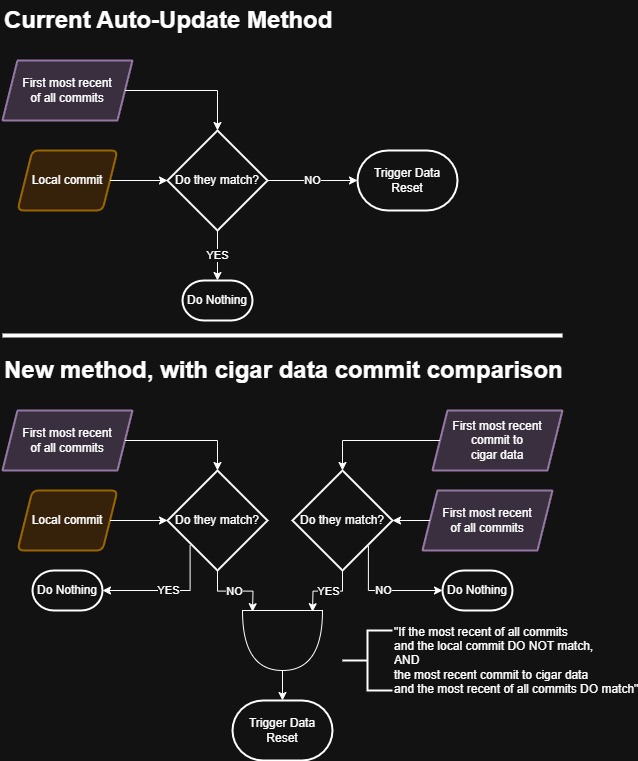 Current Auto-Update Method
First most recent
of all commits
Local commit
Do they match?
NO
Trigger Data
Reset
YES
Do Nothing
New method, with cigar data commit comparison
First most recent
of all commits
First most recent
commit to
cigar data
Local commit
Do they match?
Do they match?
First most recent
of all commits
Do Nothing
YES
NO
YES
NO
Do Nothing
"If the most recent of all commits
and the local commit DO NOT match,
AND
the most recent commit to cigar data
and the most recent of all commits DO match"
Trigger Data
Reset